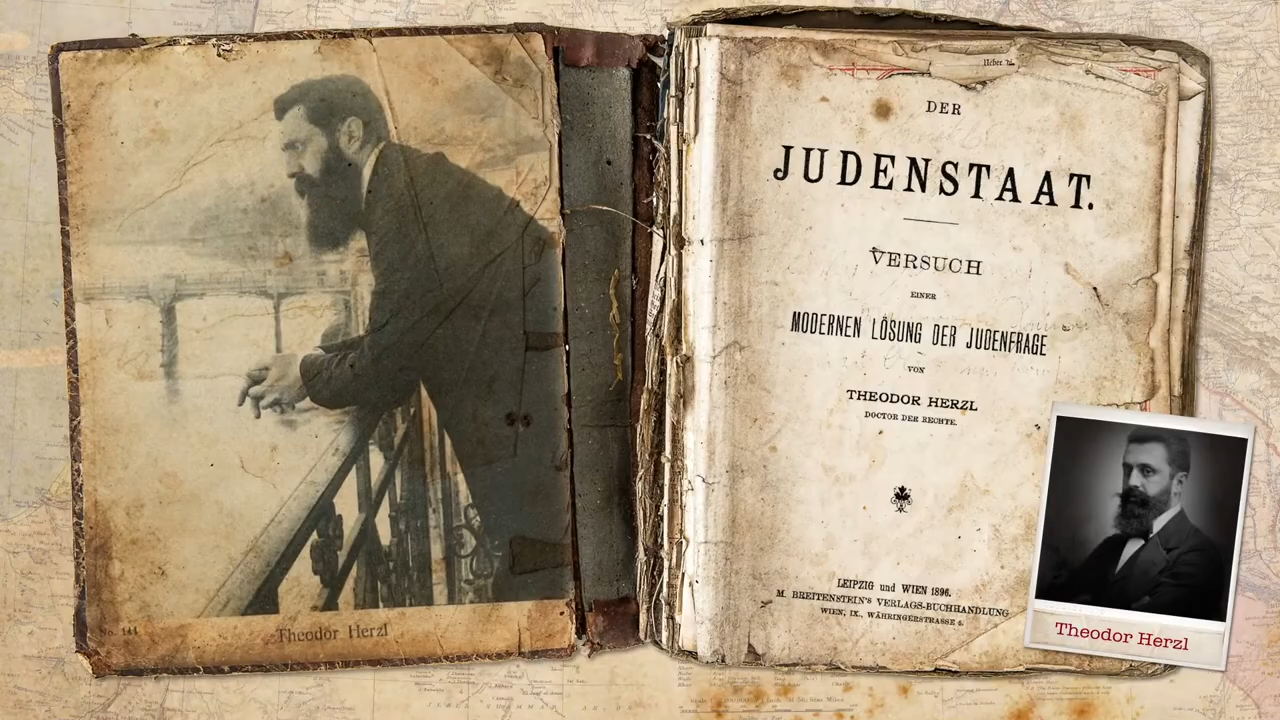 No. 144
Theodor Herzl
DER
JUDENSTAAT.
VERSUCH
EINER
MODERNEN LÖSUNG DER JUDENFRAGE
VON
THEODOR HERZL
DOCTOR DER RECHTE.
LEIPZIG und WIEN 1896.
M. BREITENSTEIN'S VERLAGS-BUCHHANDLUNG
WIEN, IX., WÄHRINGERSTRASSE 5.
Theodor Herzl